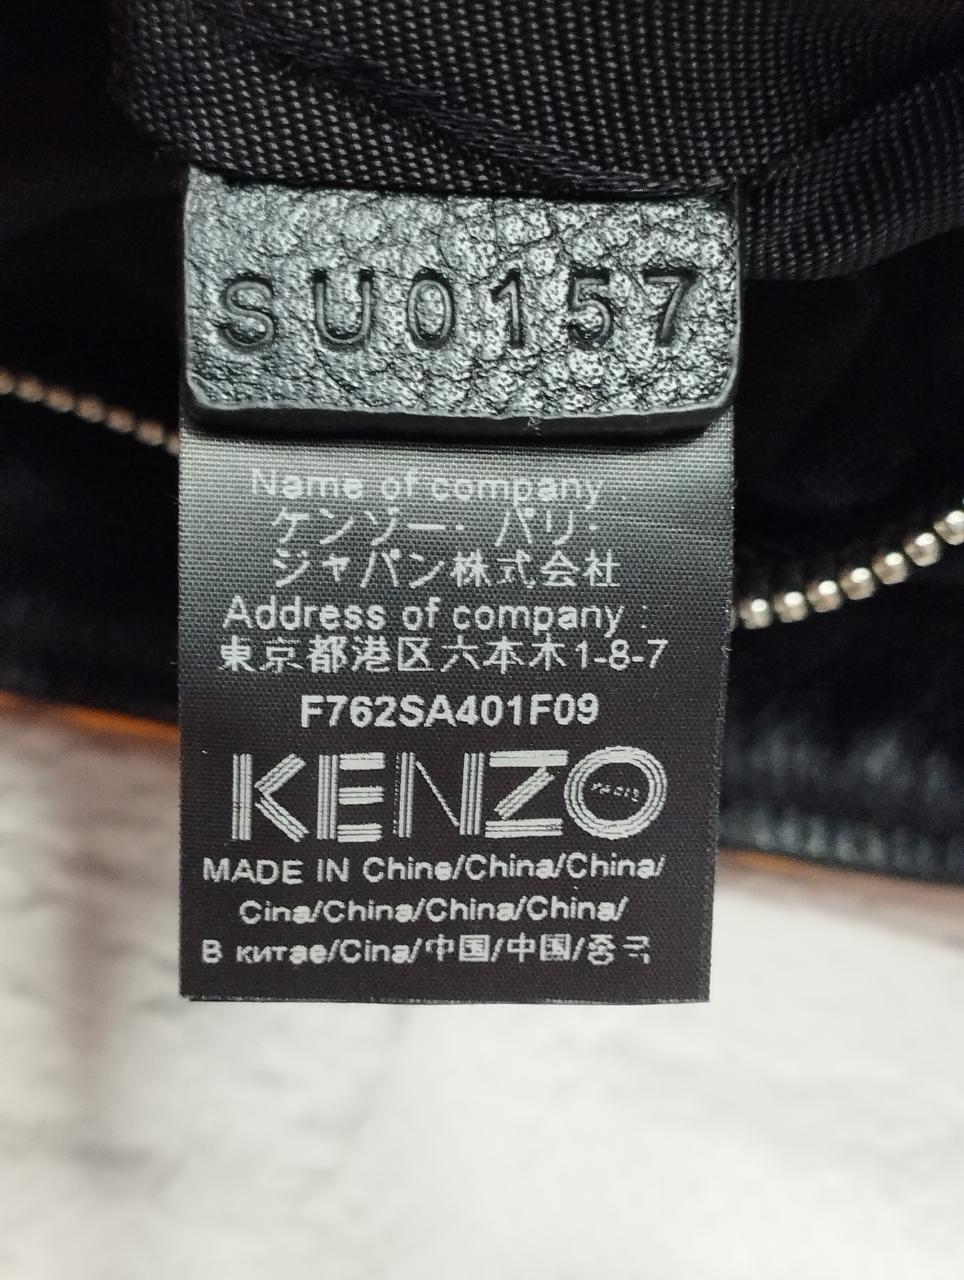 SU0157
Name of company :
ケンゾー・パリ・
ジャパン株式会社
Address of company :
東京都港区六本木1-8-7
F762SA401F09
KENZO
PARIS
MADE IN Chine/China/China/
Cina/China/China/China/
В китае/Cina/中国/中国/중국